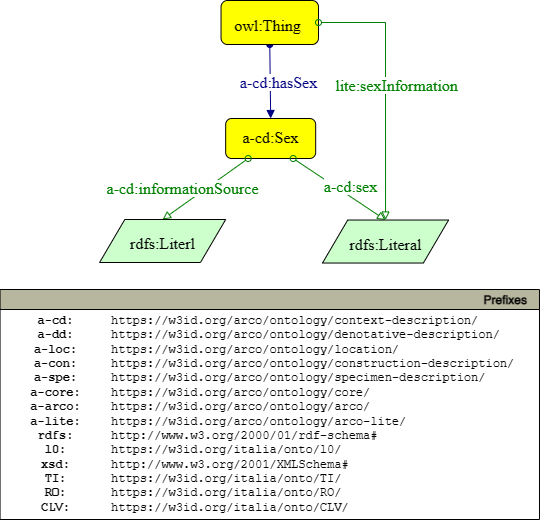 owl:Thing
a-cd:hasSex
lite:sexInformation
a-cd:Sex
a-cd:informationSource
a-cd:sex
rdfs:Literl
rdfs:Literal
Prefixes
a-cd: https://w3id.org/arco/ontology/context-description/
a-dd: https://w3id.org/arco/ontology/denotative-description/
a-loc: https://w3id.org/arco/ontology/location/
a-con: https://w3id.org/arco/ontology/construction-description/
a-spe: https://w3id.org/arco/ontology/specimen-description/
a-core: https://w3id.org/arco/ontology/core/
a-arco: https://w3id.org/arco/ontology/arco/
a-lite: https://w3id.org/arco/ontology/arco-lite/
rdfs: http://www.w3.org/2000/01/rdf-schema#
l0: https://w3id.org/italia/onto/l0/
xsd: http://www.w3.org/2001/XMLSchema#
TI: https://w3id.org/italia/onto/TI/
RO: https://w3id.org/italia/onto/RO/
CLV: https://w3id.org/italia/onto/CLV/